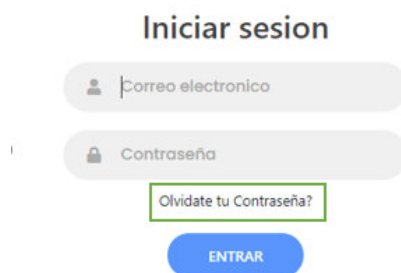 Iniciar sesion
Correo electronico
Contraseña
Olvidate tu Contraseña?
ENTRAR